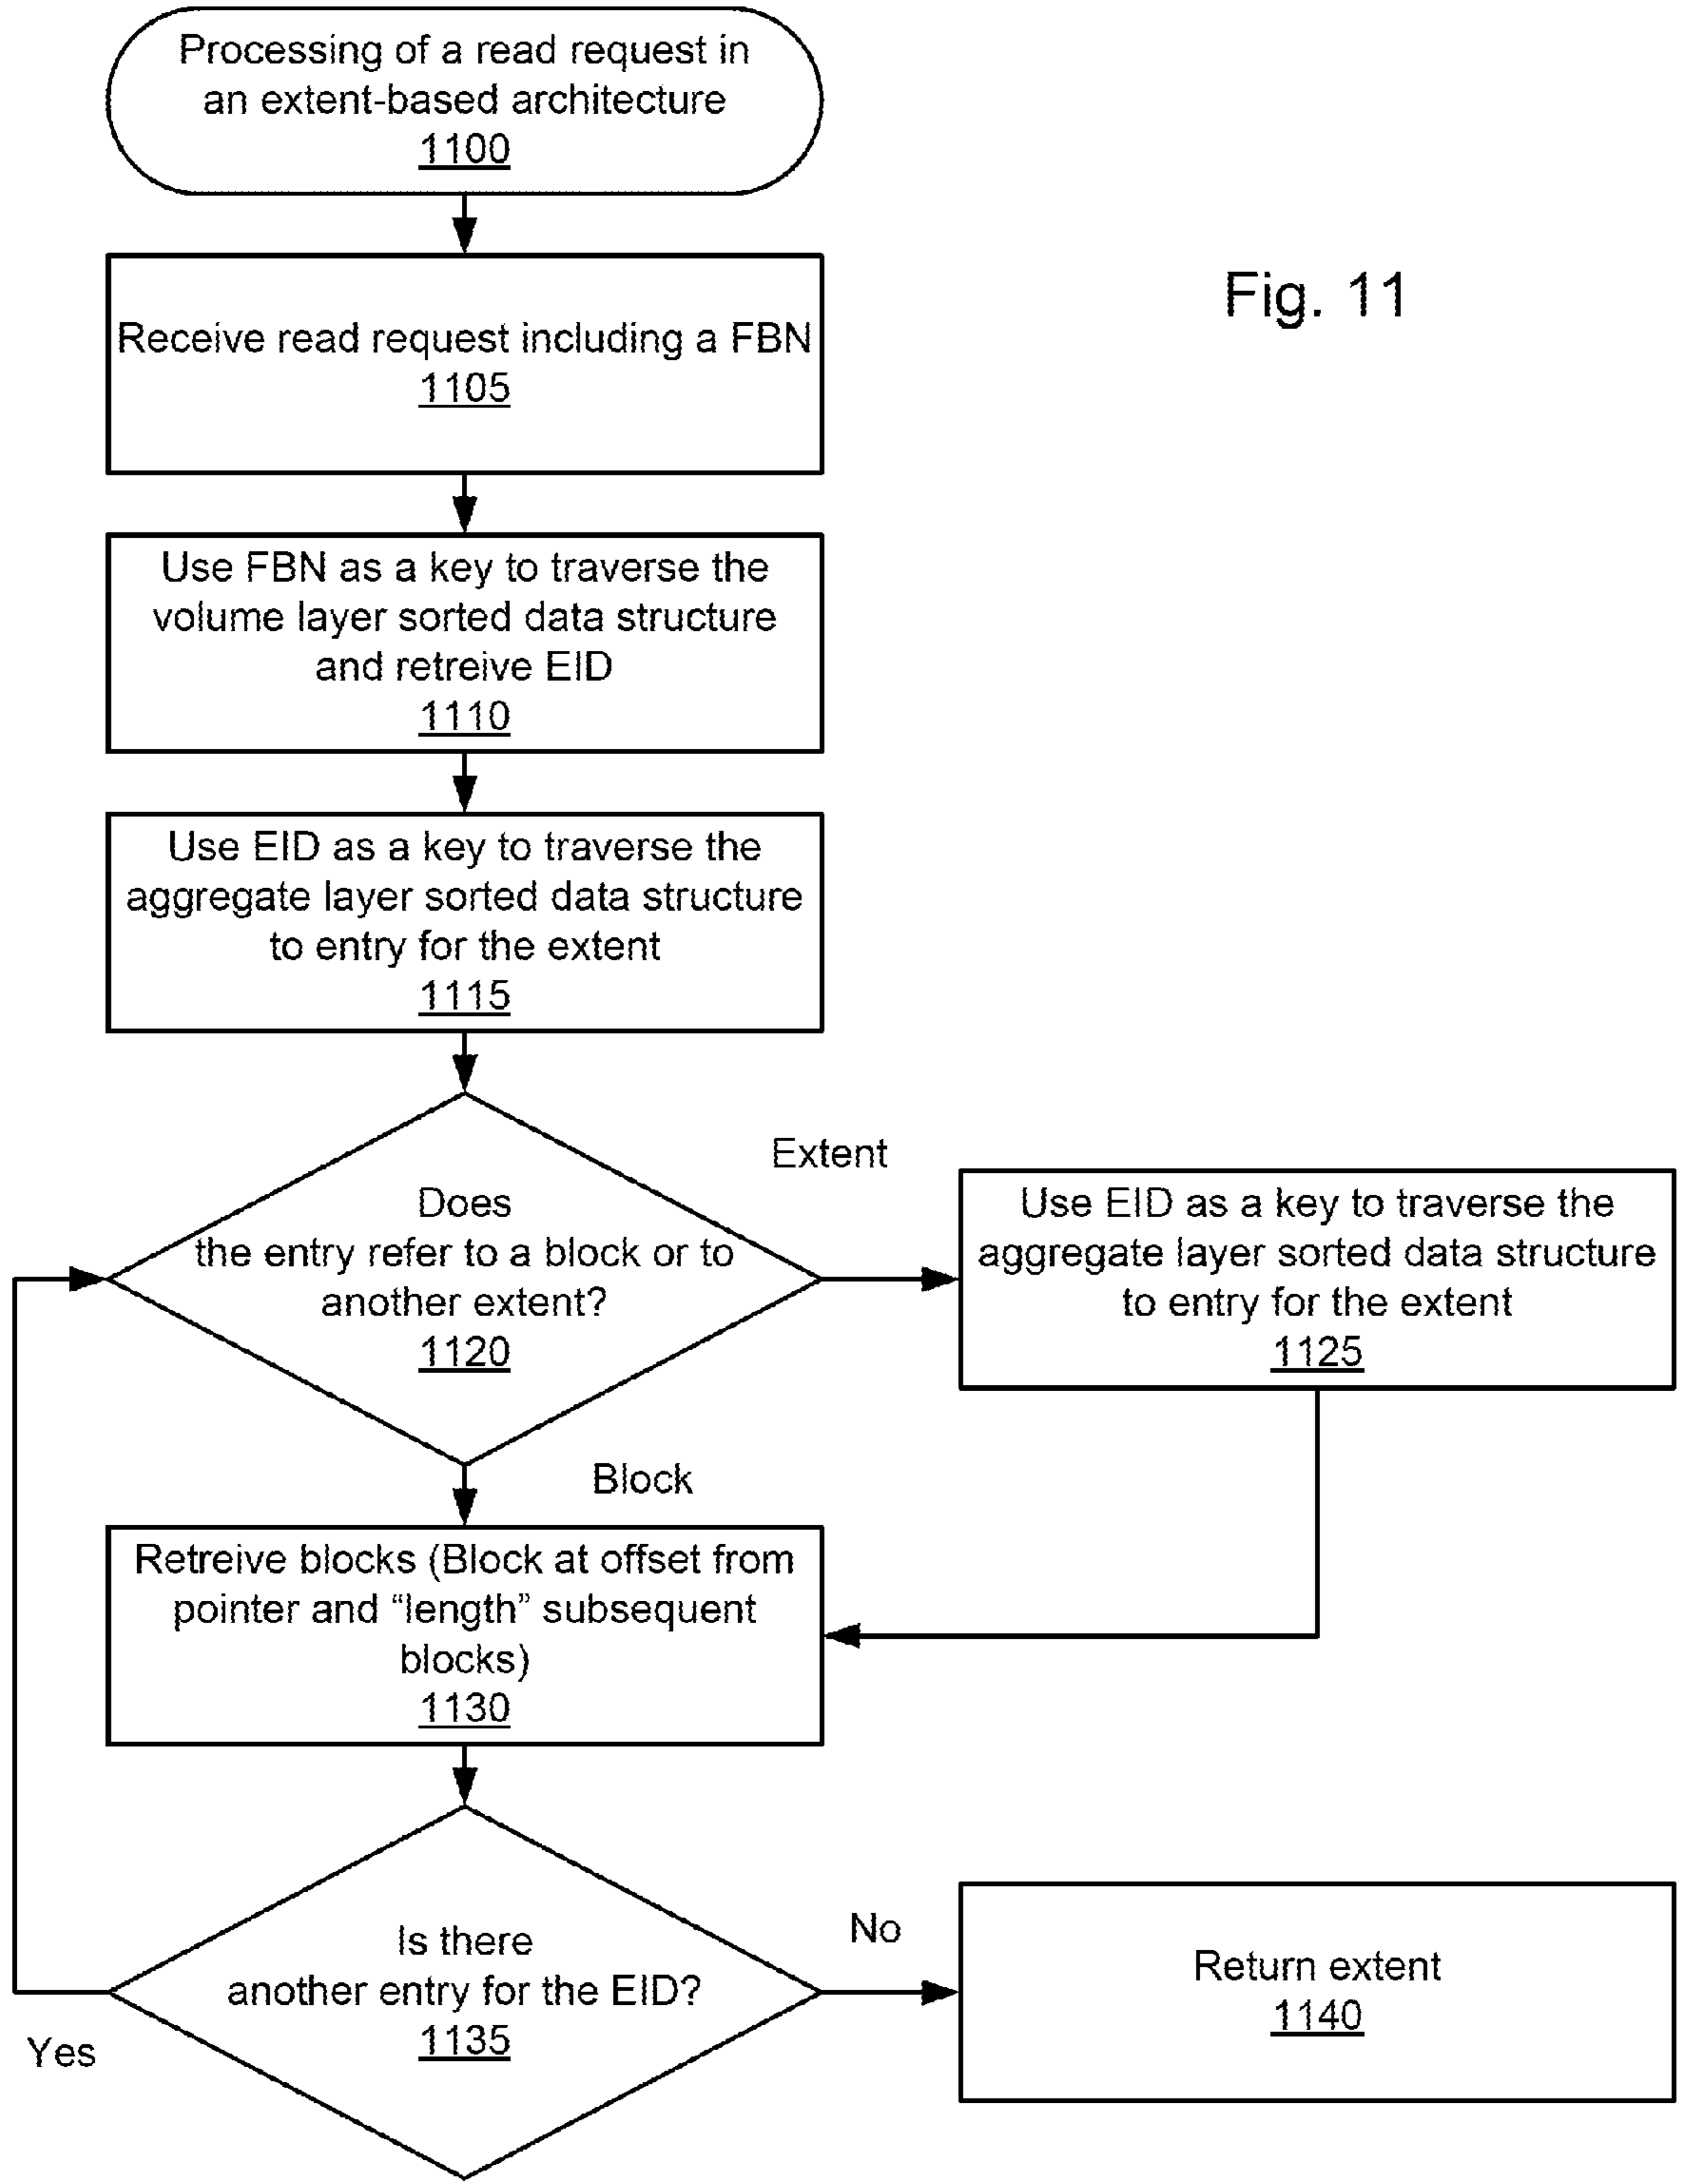 Processing of a read request in
an extent-based architecture
1100
Fig. 11
Receive read request including a FBN
1105
Use FBN as a key to traverse the
volume layer sorted data structure
and retreive EID
1110
Use EID as a key to traverse the
aggregate layer sorted data structure
to entry for the extent
1115
Does
the entry refer to a block or to
another extent?
1120
Extent
Use EID as a key to traverse the
aggregate layer sorted data structure
to entry for the extent
1125
Block
Retreive blocks (Block at offset from
pointer and “length” subsequent
blocks)
1130
Is there
another entry for the EID?
1135
Yes
No
Return extent
1140